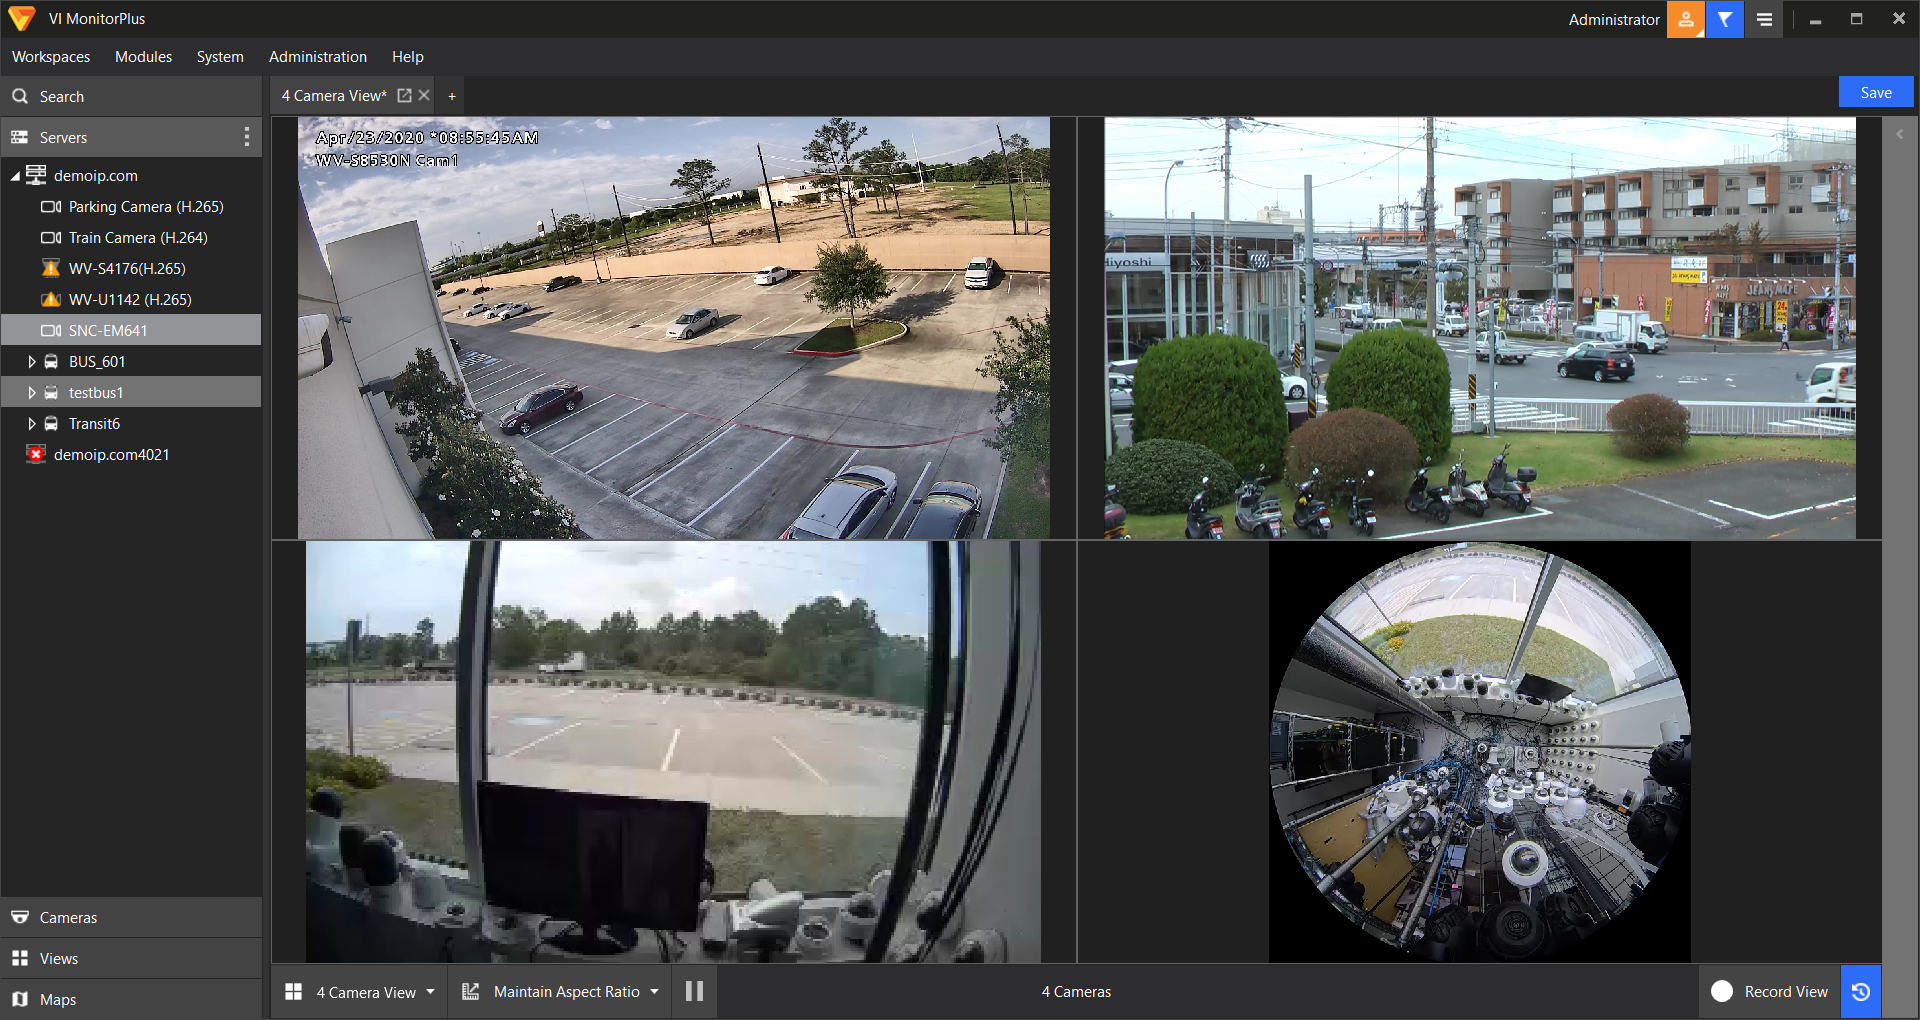 VI MonitorPlus
Administrator
Workspaces Modules System Administration Help
Search
4 Camera View* +
Save
Servers
demoip.com
Parking Camera (H.265)
Train Camera (H.264)
WV-S4176(H.265)
WV-U1142 (H.265)
SNC-EM641
BUS_601
testbus1
Transit6
demoip.com4021
Apr/23/2020 *08:55:45AM
WV-S8530N Cam1
diyoshi
JEANS MATE
Cameras
Views
Maps
4 Camera View
Maintain Aspect Ratio
4 Cameras
Record View